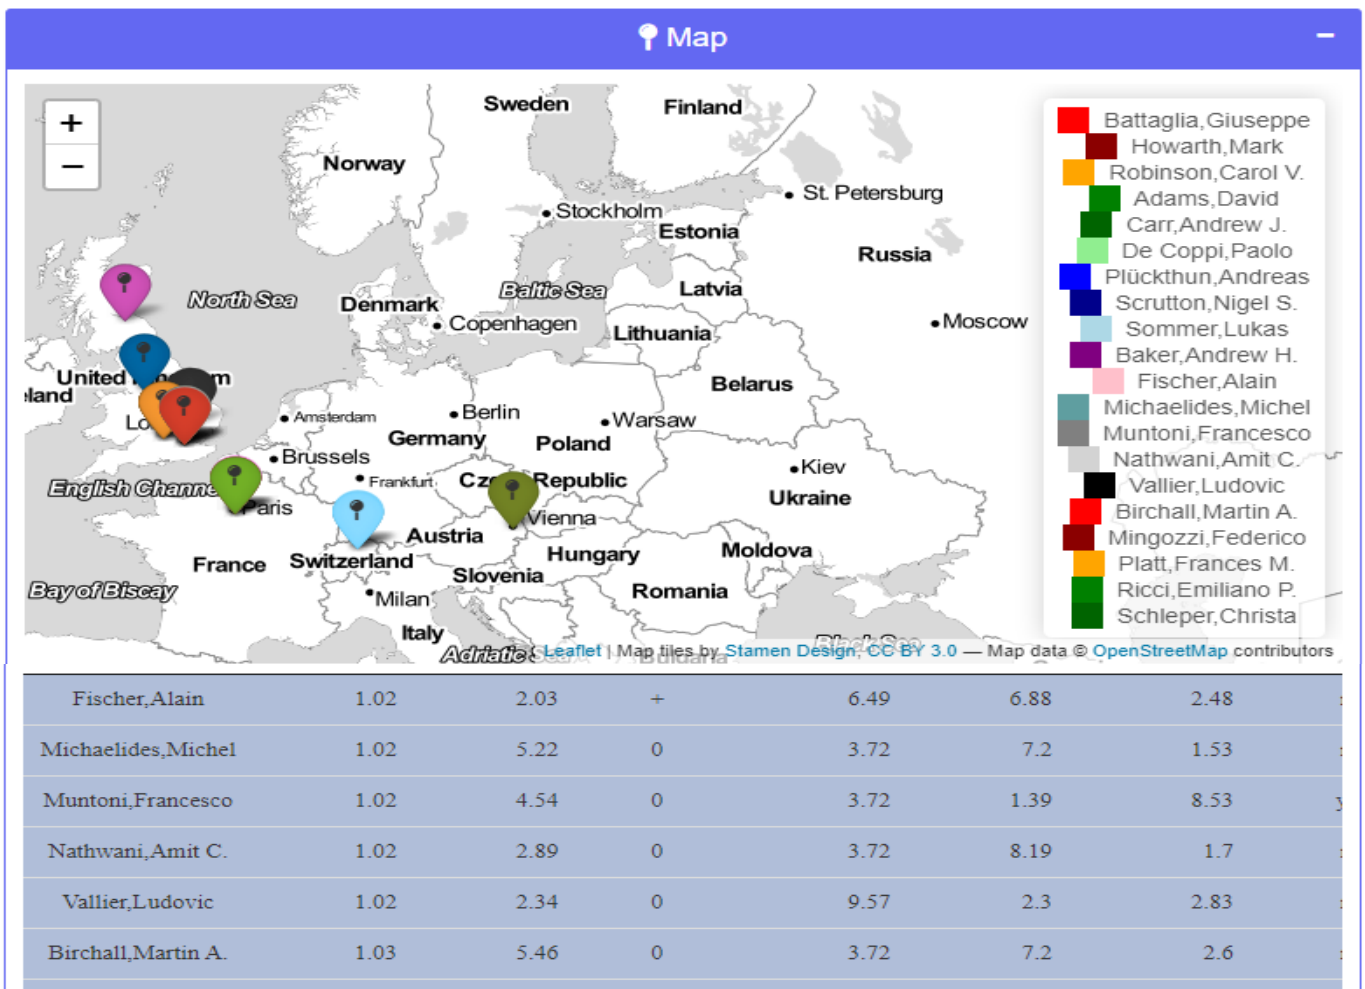 Map
−
+
−
Sweden
Finland
Norway
St. Petersburg
Stockholm
Estonia
Russia
North Sea
Denmark
Baltic Sea
Latvia
Copenhagen
Lithuania
Moscow
United
m
eland
Belarus
Amsterdam
Berlin
Warsaw
Lo
Germany
Poland
Brussels
Kiev
English Channe
Frankfurt
Cz
Republic
Ukraine
Paris
Vienna
Austria
France
Switzerland
Hungary
Moldova
Slovenia
Bay of Biscay
Milan
Romania
Italy
Black Sea
Adriatic Sea
Bulgaria
Battaglia,Giuseppe
Howarth,Mark
Robinson,Carol V.
Adams,David
Carr,Andrew J.
De Coppi,Paolo
Plückthun,Andreas
Scrutton,Nigel S.
Sommer,Lukas
Baker,Andrew H.
Fischer,Alain
Michaelides,Michel
Muntoni,Francesco
Nathwani,Amit C.
Vallier,Ludovic
Birchall,Martin A.
Mingozzi,Federico
Platt,Frances M.
Ricci,Emiliano P.
Schleper,Christa
Leaflet | Map tiles by Stamen Design, CC BY 3.0 — Map data © OpenStreetMap contributors
Fischer,Alain 1.02 2.03 + 6.49 6.88 2.48
Michaelides,Michel 1.02 5.22 0 3.72 7.2 1.53
Muntoni,Francesco 1.02 4.54 0 3.72 1.39 8.53
Nathwani,Amit C. 1.02 2.89 0 3.72 8.19 1.7
Vallier,Ludovic 1.02 2.34 0 9.57 2.3 2.83
Birchall,Martin A. 1.03 5.46 0 3.72 7.2 2.6